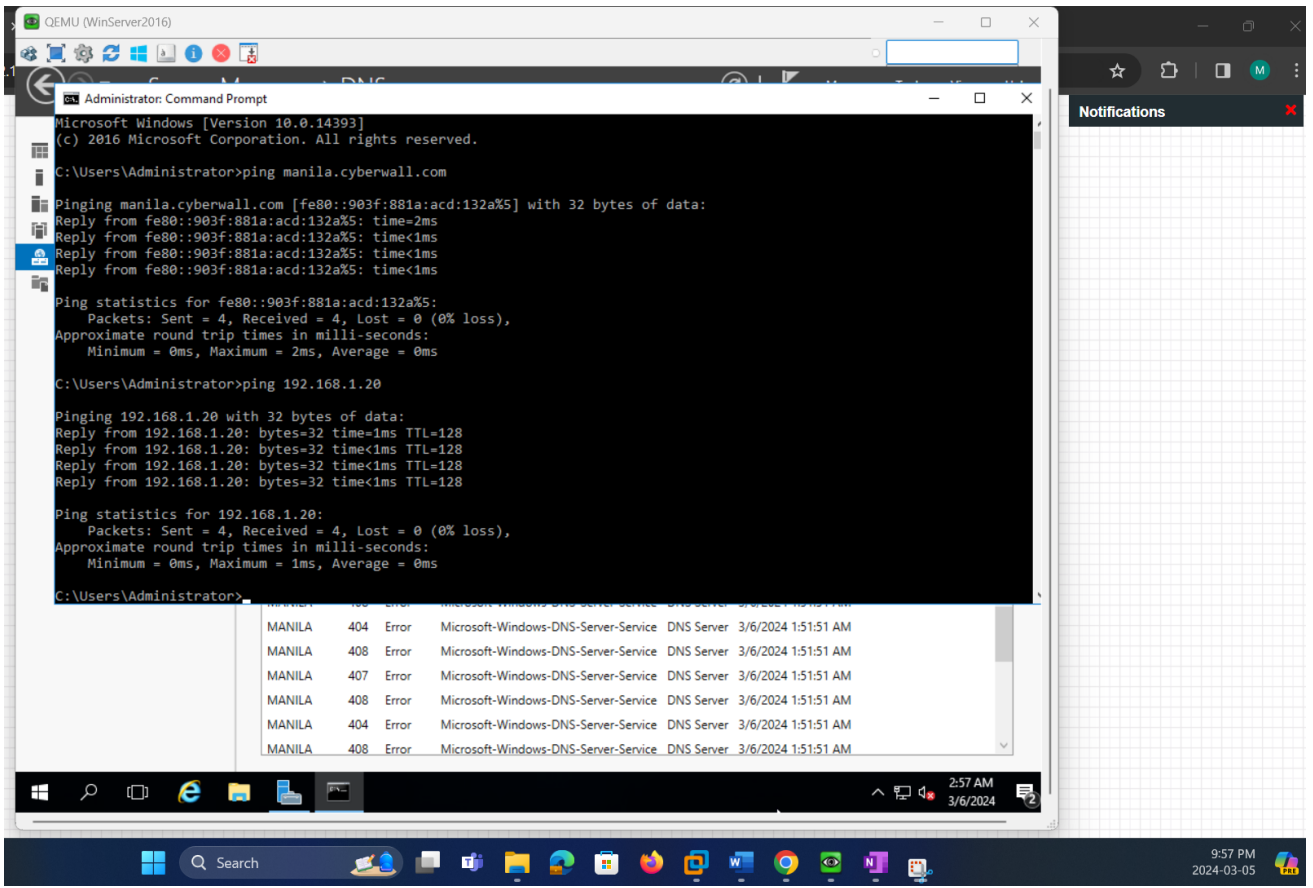 QEMU (WinServer2016)
Administrator: Command Prompt
Notifications
Microsoft Windows [Version 10.0.14393]
(c) 2016 Microsoft Corporation. All rights reserved.
C:\Users\Administrator>ping manila.cyberwall.com
Pinging manila.cyberwall.com [fe80::903f:881a:acd:132a%5] with 32 bytes of data:
Reply from fe80::903f:881a:acd:132a%5: time=2ms
Reply from fe80::903f:881a:acd:132a%5: time<1ms
Reply from fe80::903f:881a:acd:132a%5: time<1ms
Reply from fe80::903f:881a:acd:132a%5: time<1ms
Ping statistics for fe80::903f:881a:acd:132a%5:
Packets: Sent = 4, Received = 4, Lost = 0 (0% loss),
Approximate round trip times in milli-seconds:
Minimum = 0ms, Maximum = 2ms, Average = 0ms
C:\Users\Administrator>ping 192.168.1.20
Pinging 192.168.1.20 with 32 bytes of data:
Reply from 192.168.1.20: bytes=32 time=1ms TTL=128
Reply from 192.168.1.20: bytes=32 time<1ms TTL=128
Reply from 192.168.1.20: bytes=32 time<1ms TTL=128
Reply from 192.168.1.20: bytes=32 time<1ms TTL=128
Ping statistics for 192.168.1.20:
Packets: Sent = 4, Received = 4, Lost = 0 (0% loss),
Approximate round trip times in milli-seconds:
Minimum = 0ms, Maximum = 1ms, Average = 0ms
C:\Users\Administrator>
MANILA 404 Error Microsoft-Windows-DNS-Server-Service DNS Server 3/6/2024 1:51:51 AM
MANILA 408 Error Microsoft-Windows-DNS-Server-Service DNS Server 3/6/2024 1:51:51 AM
MANILA 407 Error Microsoft-Windows-DNS-Server-Service DNS Server 3/6/2024 1:51:51 AM
MANILA 408 Error Microsoft-Windows-DNS-Server-Service DNS Server 3/6/2024 1:51:51 AM
MANILA 404 Error Microsoft-Windows-DNS-Server-Service DNS Server 3/6/2024 1:51:51 AM
MANILA 408 Error Microsoft-Windows-DNS-Server-Service DNS Server 3/6/2024 1:51:51 AM
2:57 AM
3/6/2024
2
Search
9:57 PM
2024-03-05
M
PRE